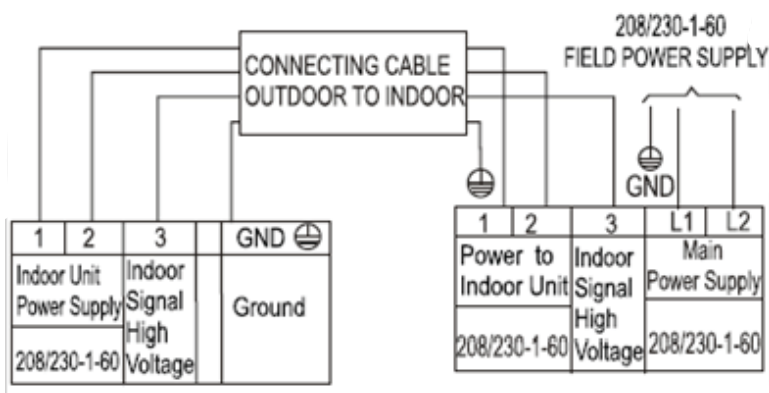 208/230-1-60
FIELD POWER SUPPLY
CONNECTING CABLE
OUTDOOR TO INDOOR
GND
1 2 3 GND
Indoor Unit
Power Supply
208/230-1-60
Indoor
Signal
High
Voltage
Ground
1 2 3 L1 L2
Power to
Indoor Unit
208/230-1-60
Indoor
Signal
High
Voltage
Main
Power Supply
208/230-1-60